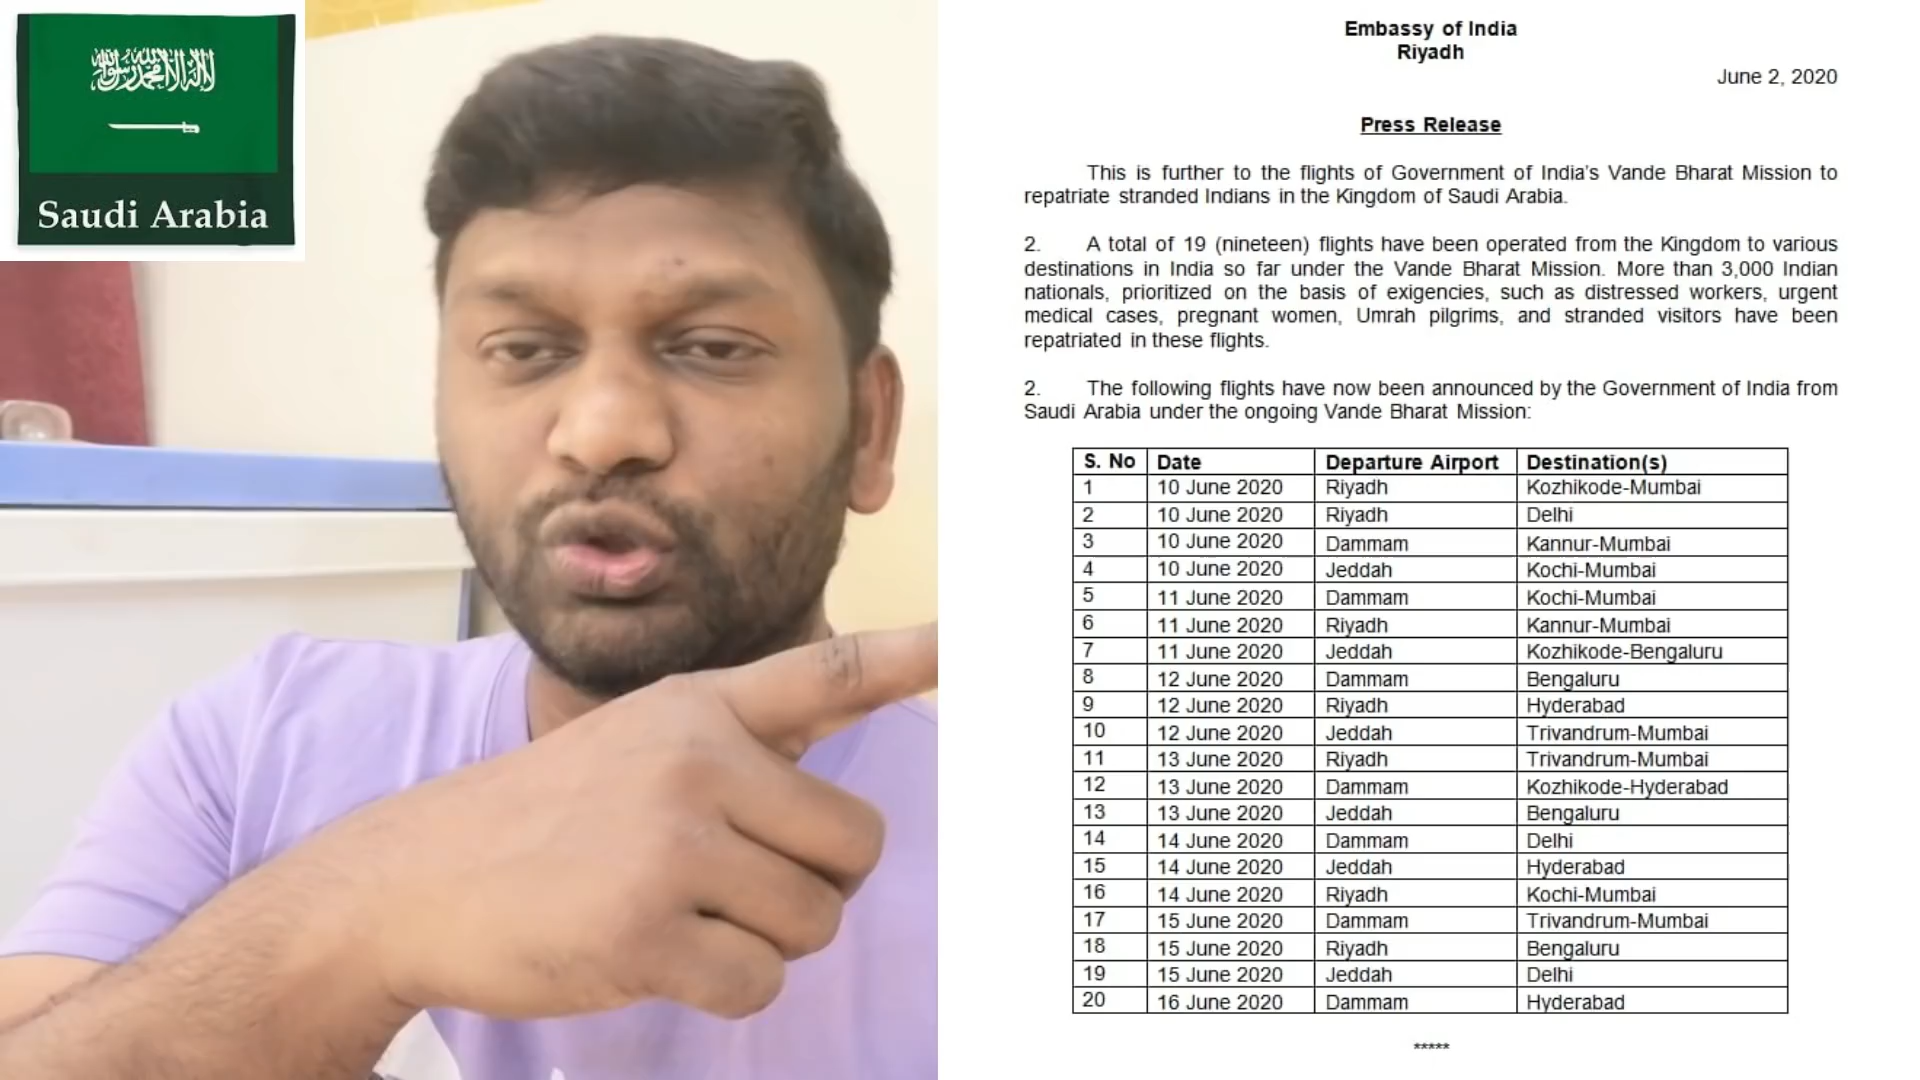 لا إله إلا الله محمد رسول الله
Saudi Arabia
Embassy of India
Riyadh
June 2, 2020
Press Release
This is further to the flights of Government of India's Vande Bharat Mission to
repatriate stranded Indians in the Kingdom of Saudi Arabia.
2. A total of 19 (nineteen) flights have been operated from the Kingdom to various
destinations in India so far under the Vande Bharat Mission. More than 3,000 Indian
nationals, prioritized on the basis of exigencies, such as distressed workers, urgent
medical cases, pregnant women, Umrah pilgrims, and stranded visitors have been
repatriated in these flights.
2. The following flights have now been announced by the Government of India from
Saudi Arabia under the ongoing Vande Bharat Mission:
S. No Date Departure Airport Destination(s)
1 10 June 2020 Riyadh Kozhikode-Mumbai
2 10 June 2020 Riyadh Delhi
3 10 June 2020 Dammam Kannur-Mumbai
4 10 June 2020 Jeddah Kochi-Mumbai
5 11 June 2020 Dammam Kochi-Mumbai
6 11 June 2020 Riyadh Kannur-Mumbai
7 11 June 2020 Jeddah Kozhikode-Bengaluru
8 12 June 2020 Dammam Bengaluru
9 12 June 2020 Riyadh Hyderabad
10 12 June 2020 Jeddah Trivandrum-Mumbai
11 13 June 2020 Riyadh Trivandrum-Mumbai
12 13 June 2020 Dammam Kozhikode-Hyderabad
13 13 June 2020 Jeddah Bengaluru
14 14 June 2020 Dammam Delhi
15 14 June 2020 Jeddah Hyderabad
16 14 June 2020 Riyadh Kochi-Mumbai
17 15 June 2020 Dammam Trivandrum-Mumbai
18 15 June 2020 Riyadh Bengaluru
19 15 June 2020 Jeddah Delhi
20 16 June 2020 Dammam Hyderabad
*****